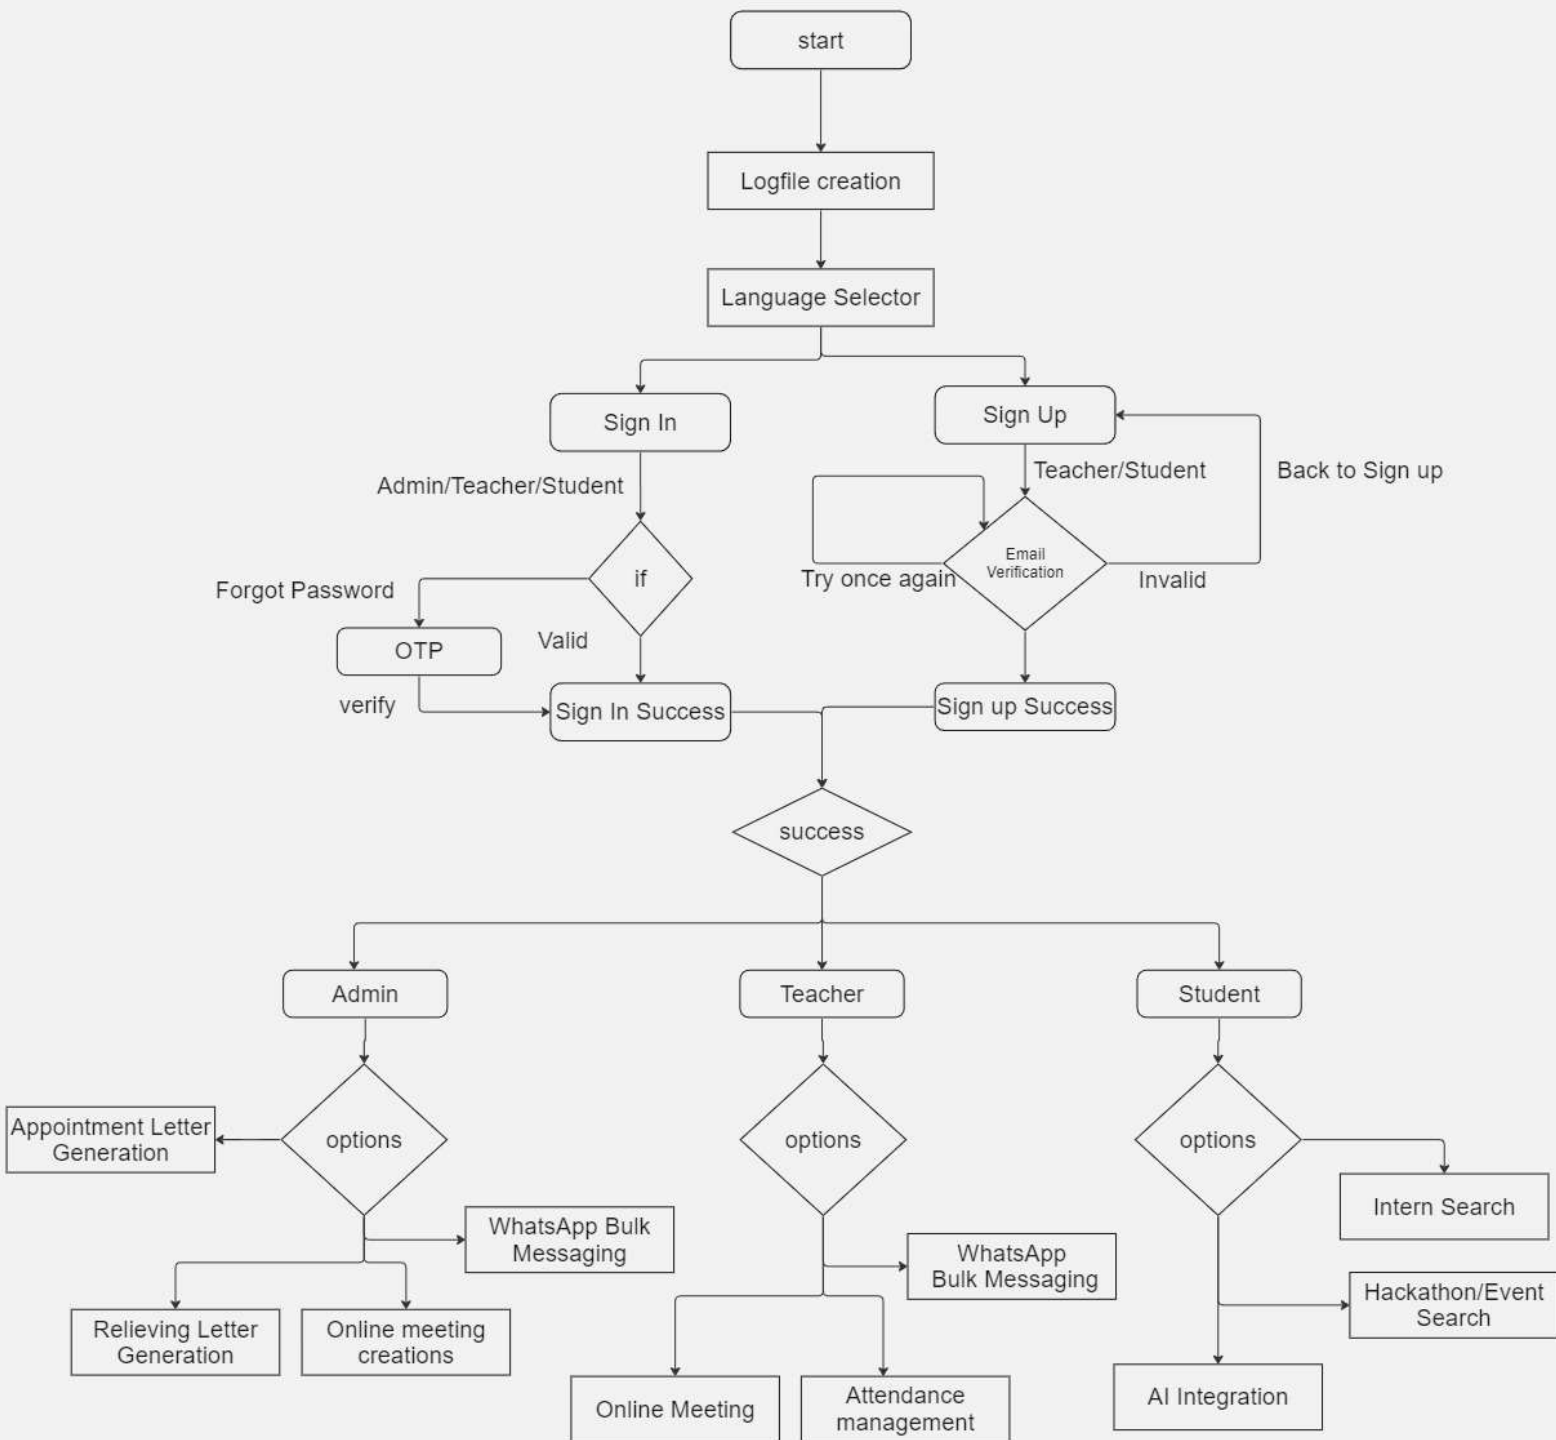 start
Logfile creation
Language Selector
Sign In
Sign Up
Admin/Teacher/Student
Teacher/Student
Back to Sign up
if
Email
Verification
Try once again
Invalid
Forgot Password
OTP
Valid
verify
Sign In Success
Sign up Success
success
Admin
Teacher
Student
options
options
options
Appointment Letter
Generation
WhatsApp Bulk
Messaging
Relieving Letter
Generation
Online meeting
creations
WhatsApp
Bulk Messaging
Online Meeting
Attendance
management
Intern Search
Hackathon/Event
Search
AI Integration